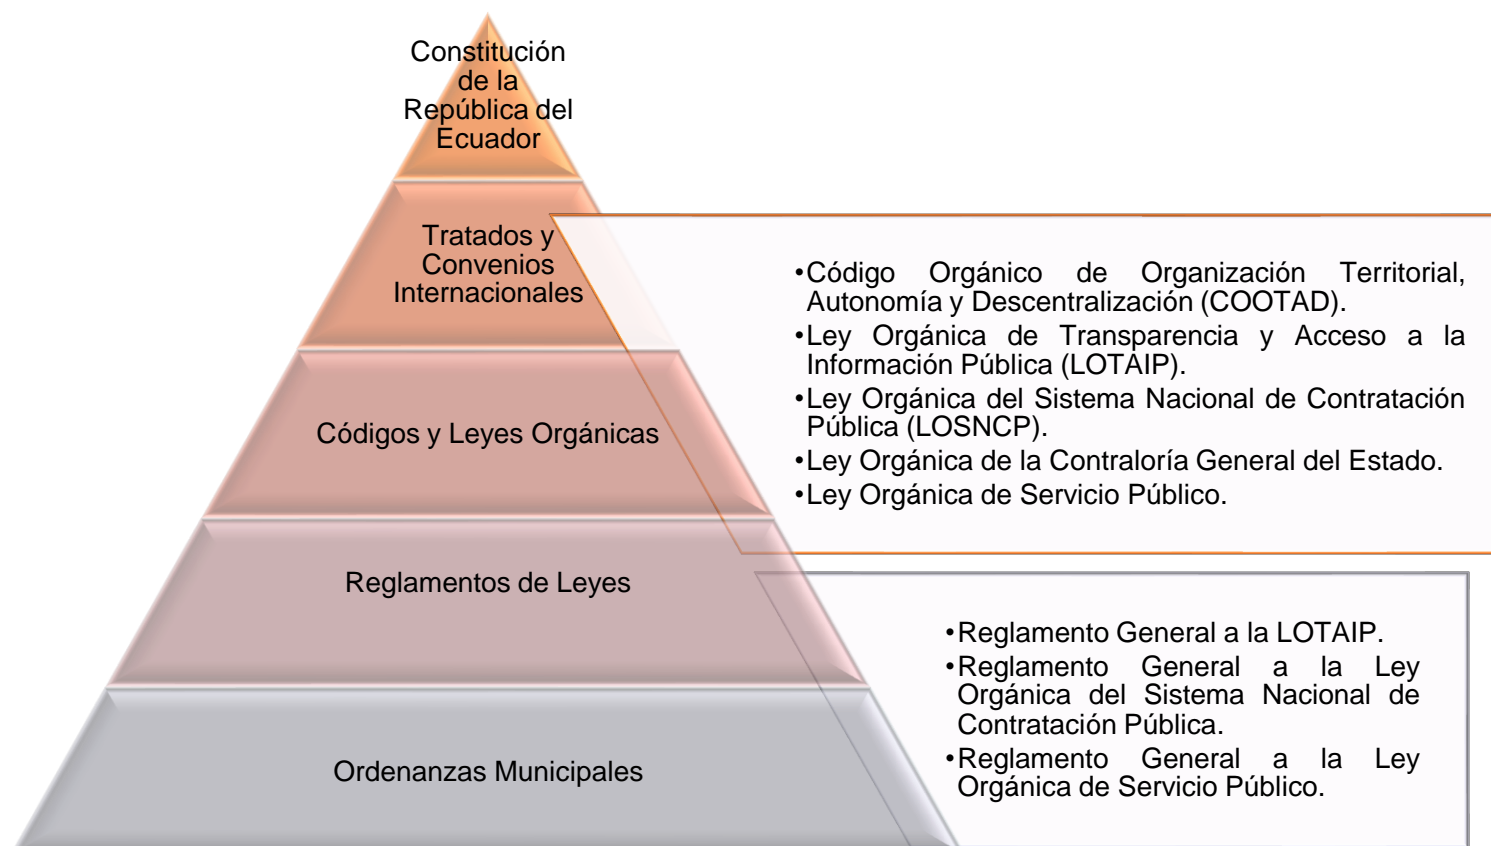 Constitución
de la
República del
Ecuador
Tratados y
Convenios
Internacionales
Códigos y Leyes Orgánicas
Reglamentos de Leyes
Ordenanzas Municipales
•Código Orgánico de Organización Territorial,
Autonomía y Descentralización (COOTAD).
•Ley Orgánica de Transparencia y Acceso a la
Información Pública (LOTAIP).
•Ley Orgánica del Sistema Nacional de Contratación
Pública (LOSNCP).
•Ley Orgánica de la Contraloría General del Estado.
•Ley Orgánica de Servicio Público.
•Reglamento General a la LOTAIP.
•Reglamento General a la Ley
Orgánica del Sistema Nacional de
Contratación Pública.
•Reglamento General a la Ley
Orgánica de Servicio Público.